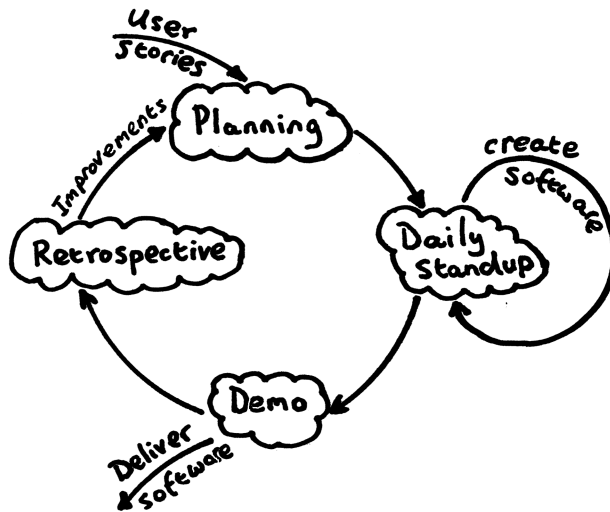 User
stories
Planning
create
software
Improvements
Daily
standup
Retrospective
Demo
Deliver
software